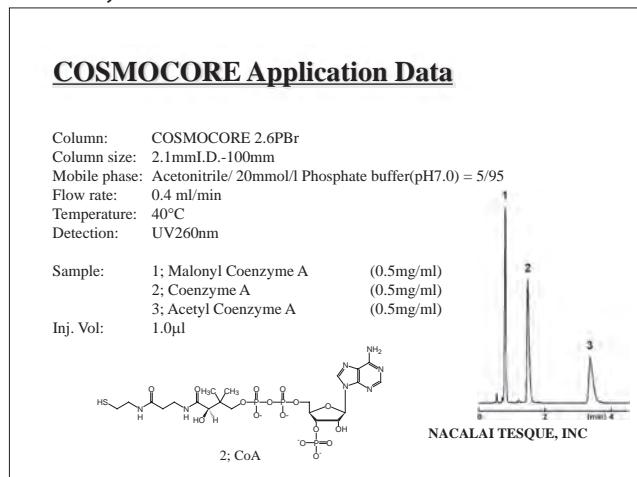 COSMOCORE Application Data
Column: COSMOCORE 2.6PBr
Column size: 2.1mmI.D.-100mm
Mobile phase: Acetonitrile/ 20mmol/l Phosphate buffer(pH7.0) = 5/95
Flow rate: 0.4 ml/min
Temperature: 40°C
Detection: UV260nm
Sample: 1; Malonyl Coenzyme A (0.5mg/ml)
2; Coenzyme A (0.5mg/ml)
3; Acetyl Coenzyme A (0.5mg/ml)
Inj. Vol: 1.0µl
1
2
3
0 2 (min) 4
NH2
N N
N N
HS N H O N H O HO H H3C CH3 O P O O- O P O O- O O
O OH
-O P O
O-
2; CoA
NACALAI TESQUE, INC